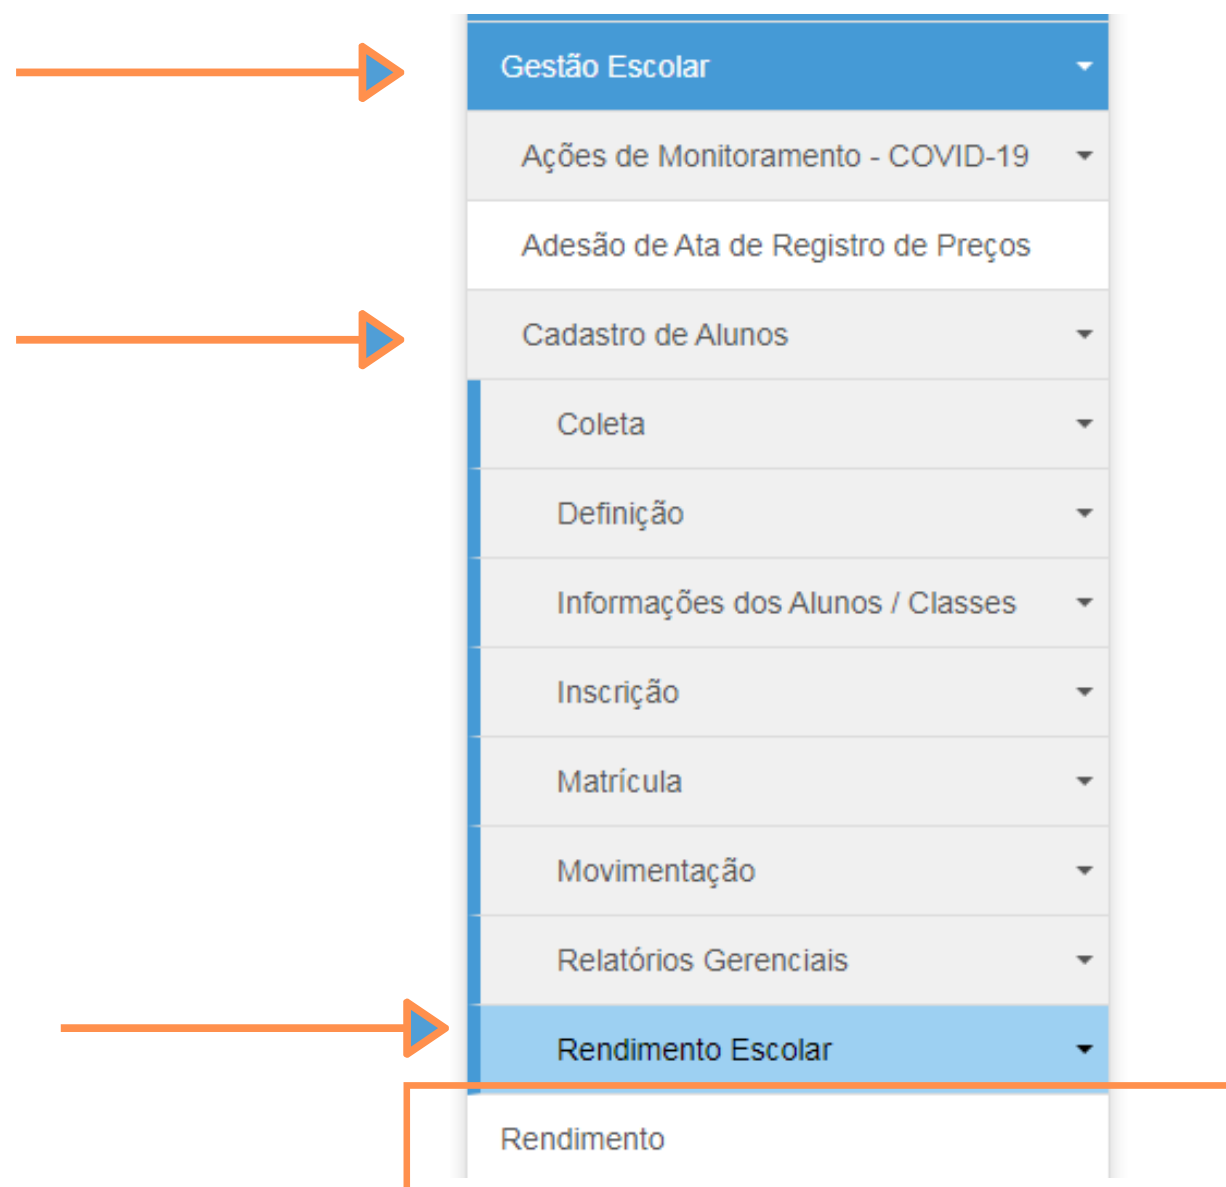 Gestão Escolar
Ações de Monitoramento - COVID-19
Adesão de Ata de Registro de Preços
Cadastro de Alunos
Coleta
Definição
Informações dos Alunos / Classes
Inscrição
Matrícula
Movimentação
Relatórios Gerenciais
Rendimento Escolar
Rendimento